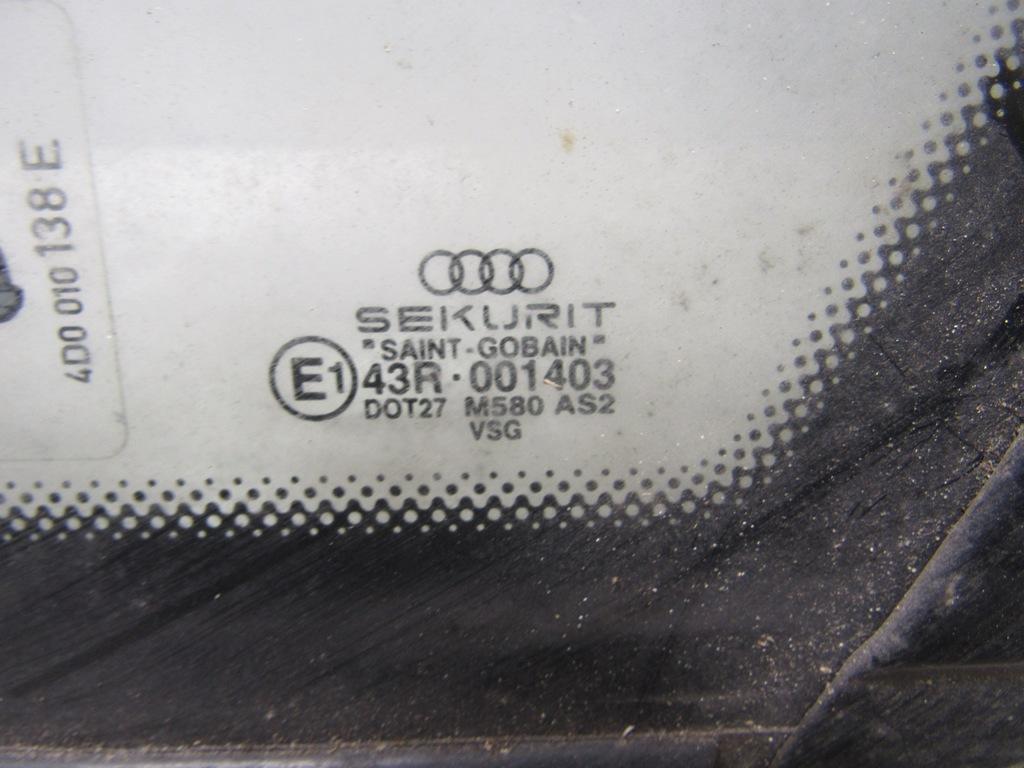 4D0 010 138 E
SEKURIT
"SAINT-GOBAIN"
E1 43R·001403
DOT27 M580 AS2
VSG